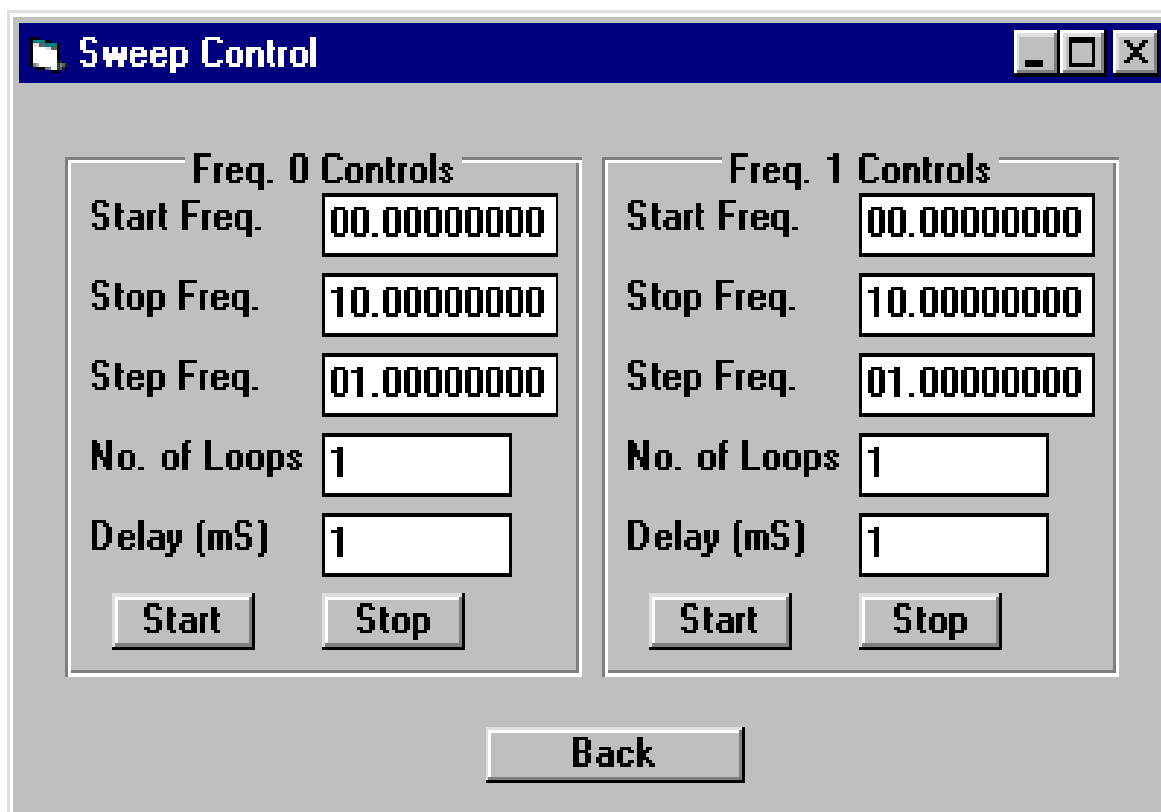 Sweep Control
Freq. 0 Controls
Start Freq. 00.00000000
Stop Freq. 10.00000000
Step Freq. 01.00000000
No. of Loops 1
Delay (mS) 1
Start Stop
Freq. 1 Controls
Start Freq. 00.00000000
Stop Freq. 10.00000000
Step Freq. 01.00000000
No. of Loops 1
Delay (mS) 1
Start Stop
Back